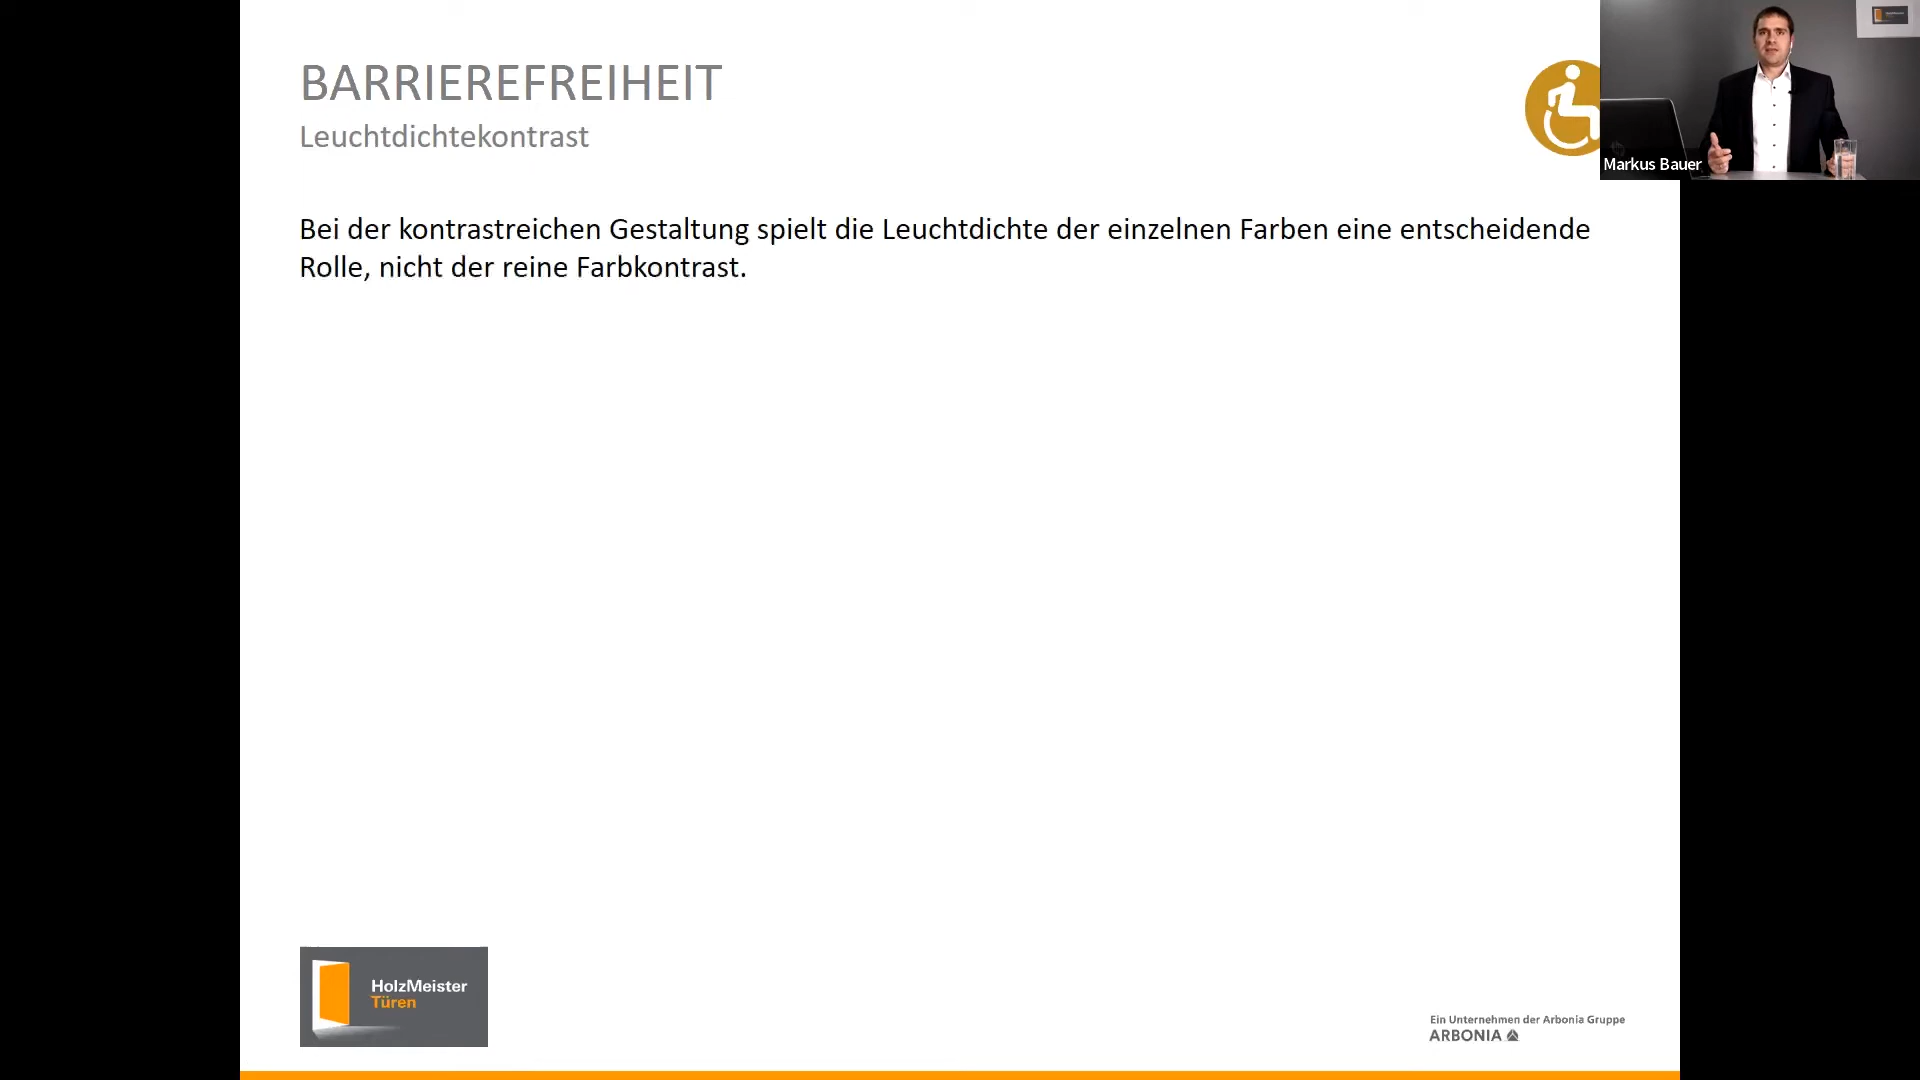 BARRIEREFREIHEIT
Leuchtdichtekontrast
Markus Bauer
Bei der kontrastreichen Gestaltung spielt die Leuchtdichte der einzelnen Farben eine entscheidende
Rolle, nicht der reine Farbkontrast.
HolzMeister
Türen
Ein Unternehmen der Arbonia Gruppe
ARBONIA